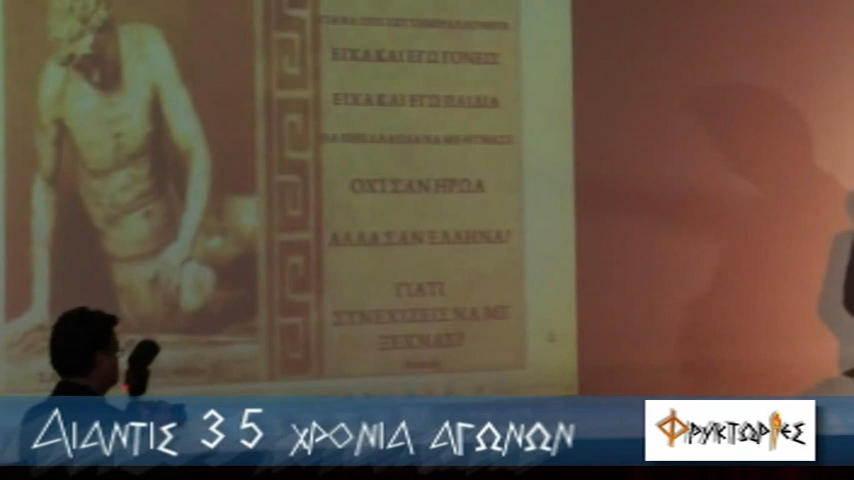 ΕΙΧΑ ΚΑΙ ΕΓΩ ΓΟΝΕΙΣ
ΕΙΧΑ ΚΑΙ ΕΓΩ ΠΑΙΔΙΑ
ΟΧΙ ΣΑΝ ΗΡΩΑ
ΑΛΛΑ ΣΑΝ ΕΛΛΗΝΑ!
ΓΙΑΤΙ
ΣΥΝΕΧΙΖΕΙΣ ΝΑ ΜΕ
ΞΕΧΝΑΣ?
ΑΙΑΝΤΙΣ 35 ΧΡΟΝΙΑ ΑΓΩΝΩΝ
ΦΡΥΚΤΩΡΙΕΣ